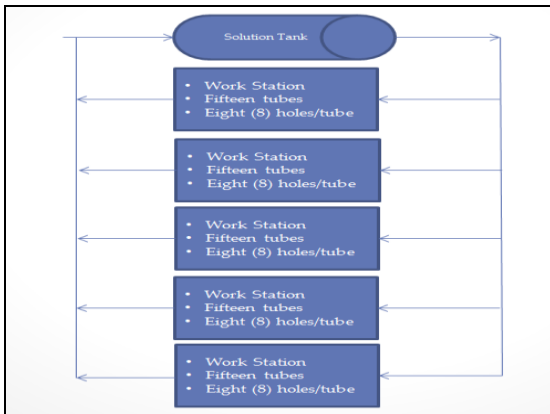 Solution Tank
• Work Station
• Fifteen tubes
• Eight (8) holes/tube
• Work Station
• Fifteen tubes
• Eight (8) holes/tube
• Work Station
• Fifteen tubes
• Eight (8) holes/tube
• Work Station
• Fifteen tubes
• Eight (8) holes/tube
• Work Station
• Fifteen tubes
• Eight (8) holes/tube